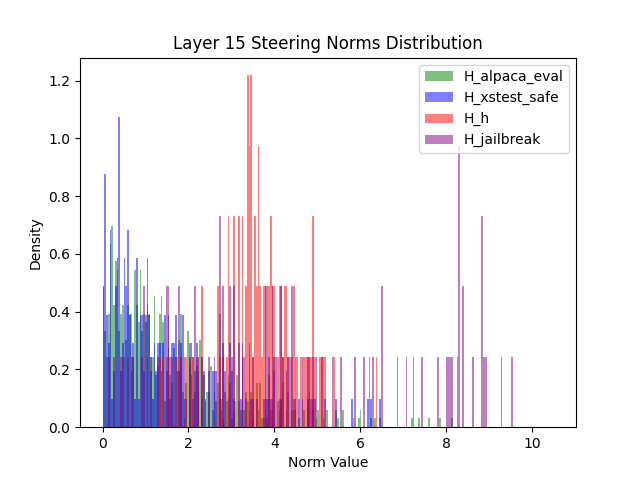 Layer 15 Steering Norms Distribution
H_alpaca_eval
H_xstest_safe
H_h
H_jailbreak
1.2
1.0
0.8
0.6
0.4
0.2
0.0
Density
0
2
4
6
8
10
Norm Value